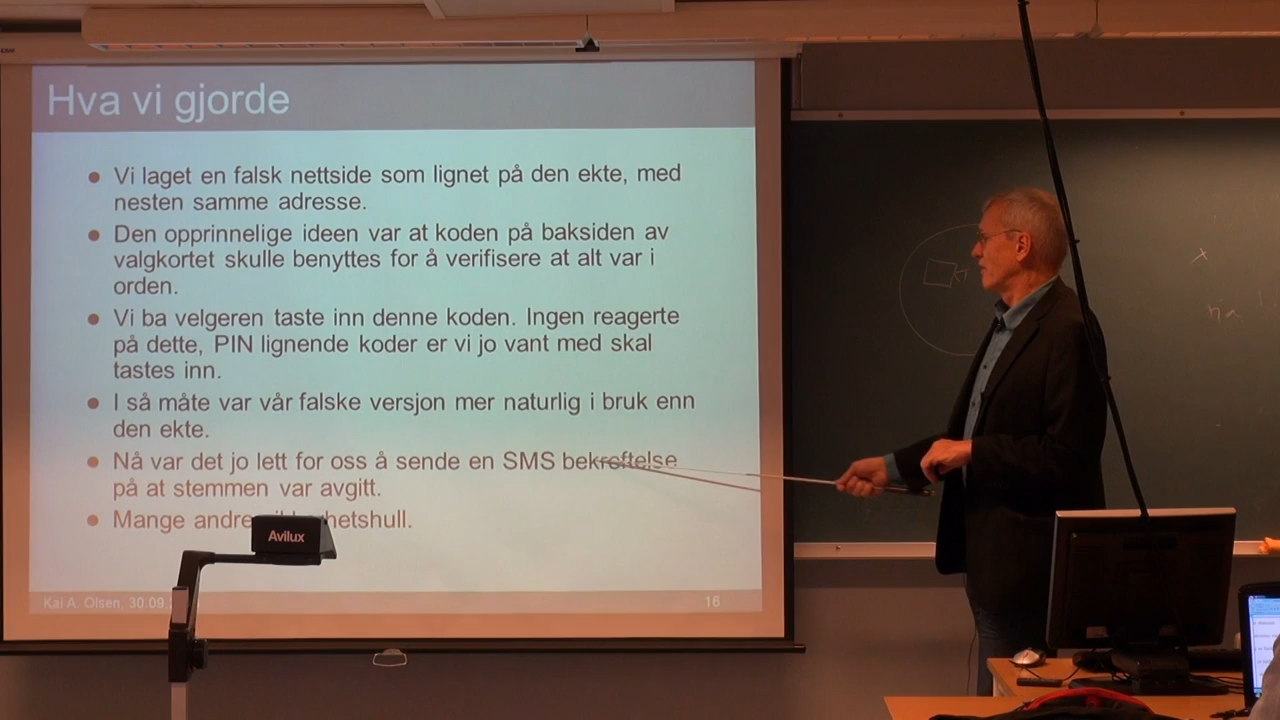 Hva vi gjorde
Vi laget en falsk nettside som lignet på den ekte, med
nesten samme adresse.
Den opprinnelige ideen var at koden på baksiden av
valgkortet skulle benyttes for å verifisere at alt var i
orden.
Vi ba velgeren taste inn denne koden. Ingen reagerte
på dette, PIN lignende koder er vi jo vant med skal
tastes inn.
I så måte var vår falske versjon mer naturlig i bruk enn
den ekte.
Nå var det jo lett for oss å sende en SMS bekreftelse
på at stemmen var avgitt.
Mange andre
Avilux
Kai A. Olsen, 30.09.
16